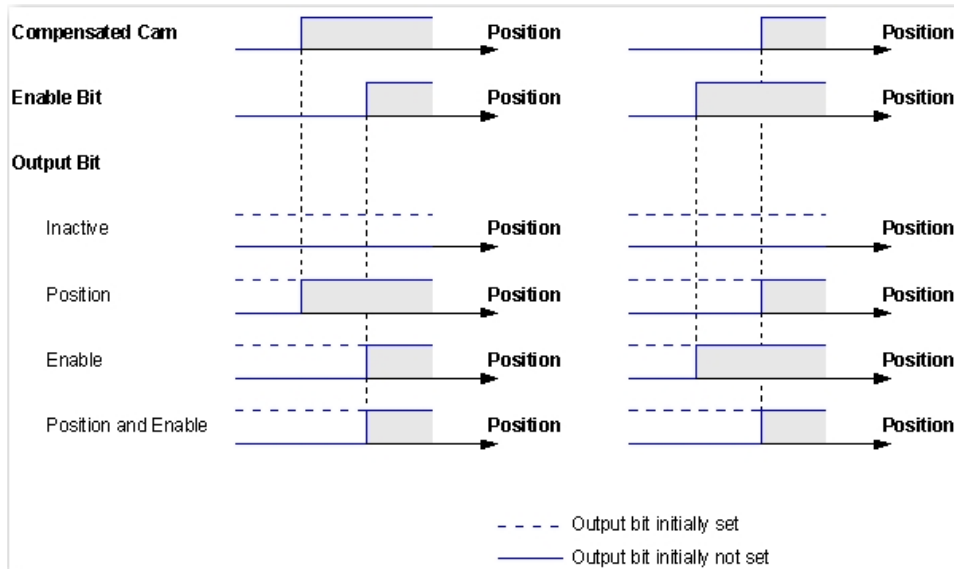 Compensated Cam Position Position
Enable Bit Position Position
Output Bit
Inactive Position Position
Position Position Position
Enable Position Position
Position and Enable Position Position
Output bit initially set
Output bit initially not set